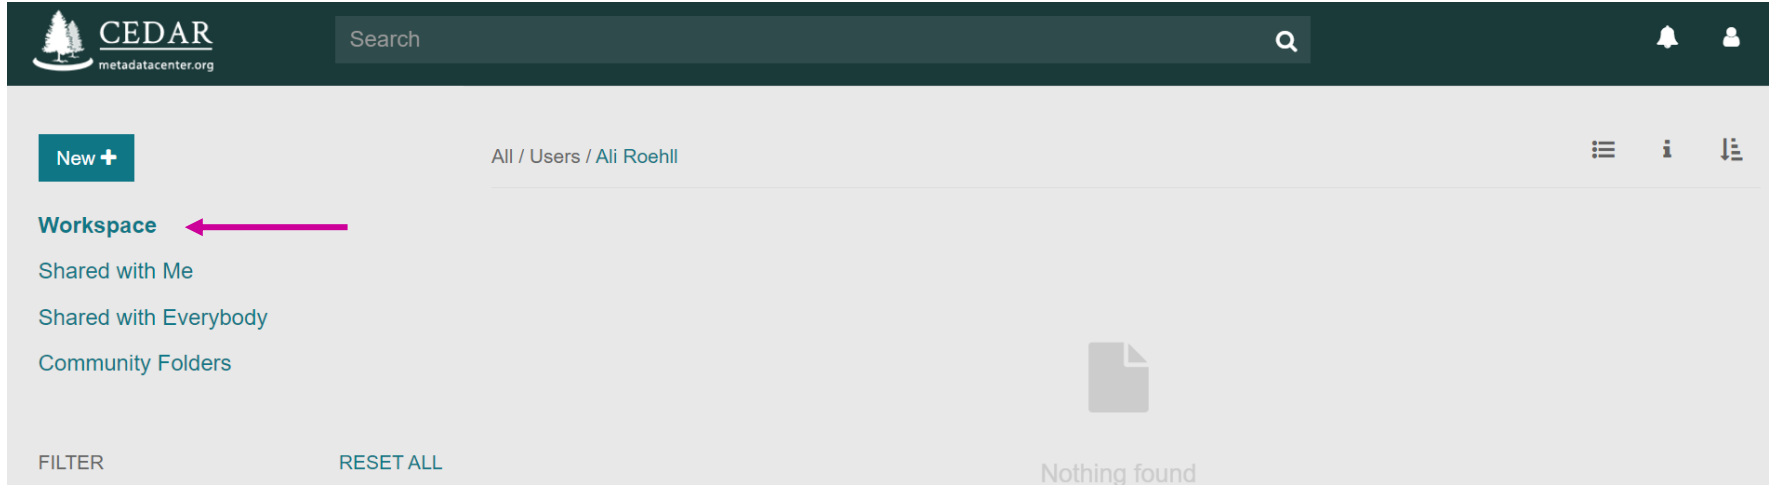 CEDAR
metadatacenter.org
Search
New
All / Users / Ali Roehll
Workspace
Shared with Me
Shared with Everybody
Community Folders
FILTER
RESET ALL
Nothing found